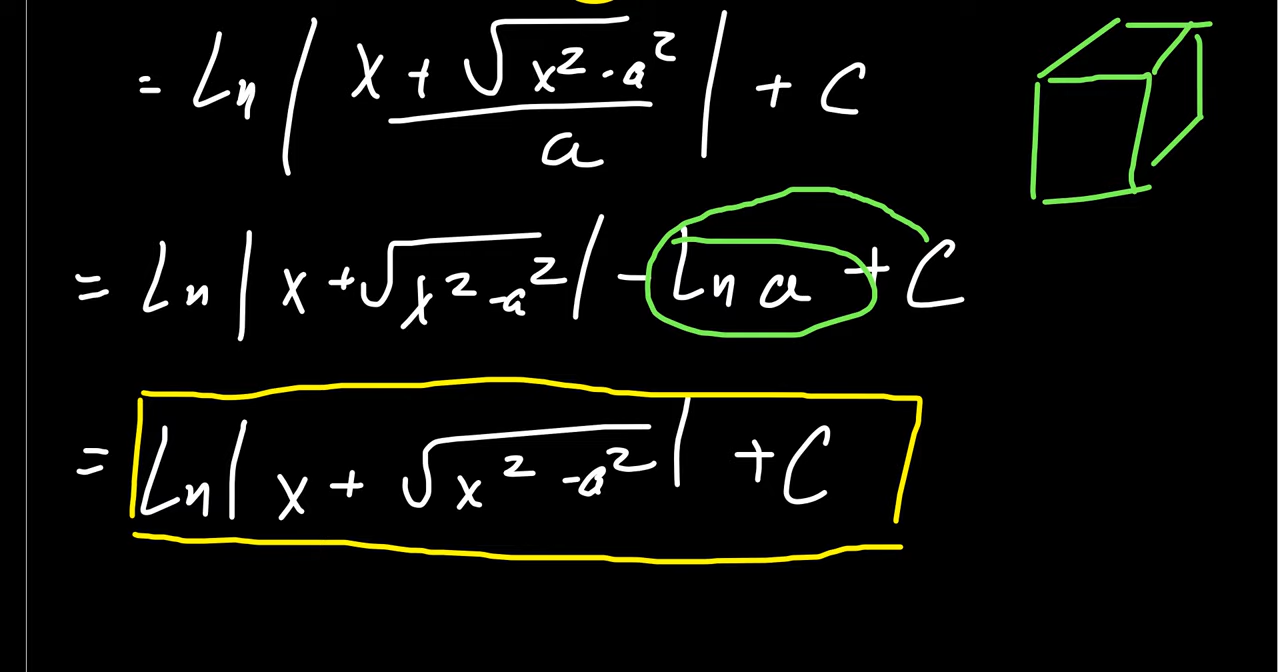 = Ln | x + √(x² - a²) / a | + C
= Ln | x + √(x² - a²) | - Ln a + C
= Ln | x + √(x² - a²) | + C